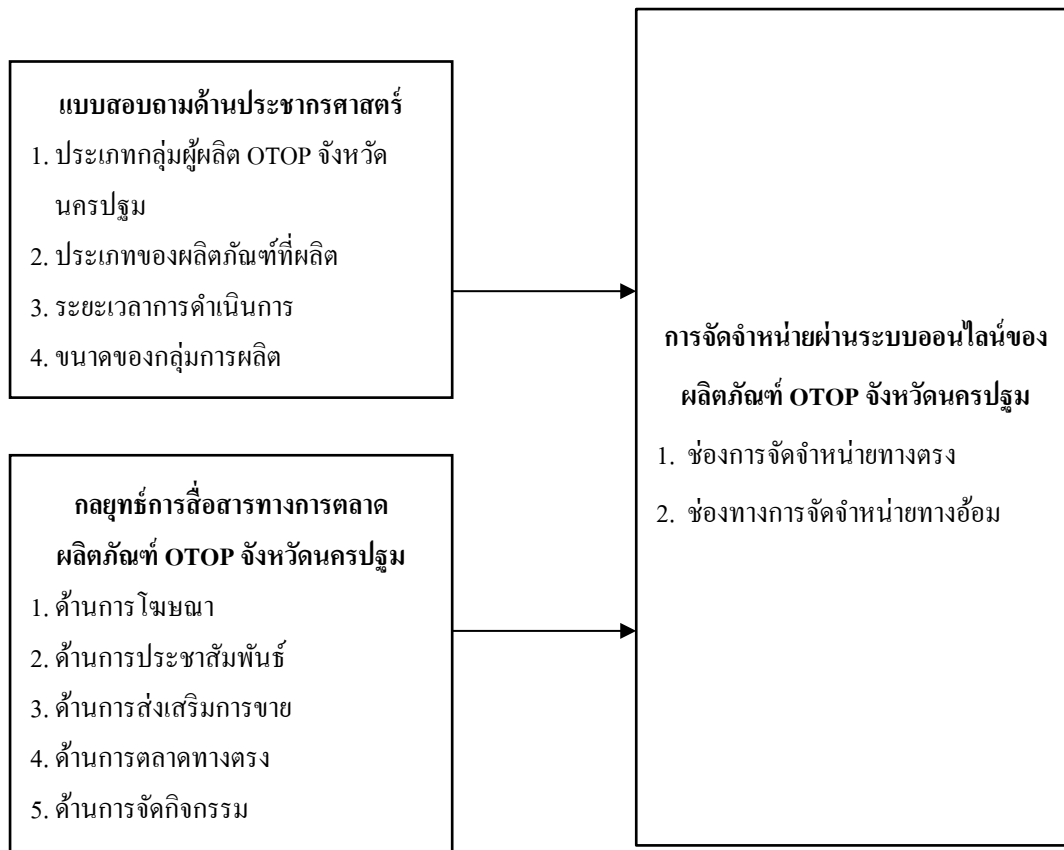 แบบสอบถามด้านประชากรศาสตร์
1. ประเภทกลุ่มผู้ผลิต OTOP จังหวัด
นครปฐม
2. ประเภทของผลิตภัณฑ์ที่ผลิต
3. ระยะเวลาการดำเนินการ
4. ขนาดของกลุ่มการผลิต
กลยุทธ์การสื่อสารทางการตลาด
ผลิตภัณฑ์ OTOP จังหวัดนครปฐม
1. ด้านการโฆษณา
2. ด้านการประชาสัมพันธ์
3. ด้านการส่งเสริมการขาย
4. ด้านการตลาดทางตรง
5. ด้านการจัดกิจกรรม
การจัดจำหน่ายผ่านระบบออนไลน์ของ
ผลิตภัณฑ์ OTOP จังหวัดนครปฐม
1. ช่องการจัดจำหน่ายทางตรง
2. ช่องทางการจัดจำหน่ายทางอ้อม